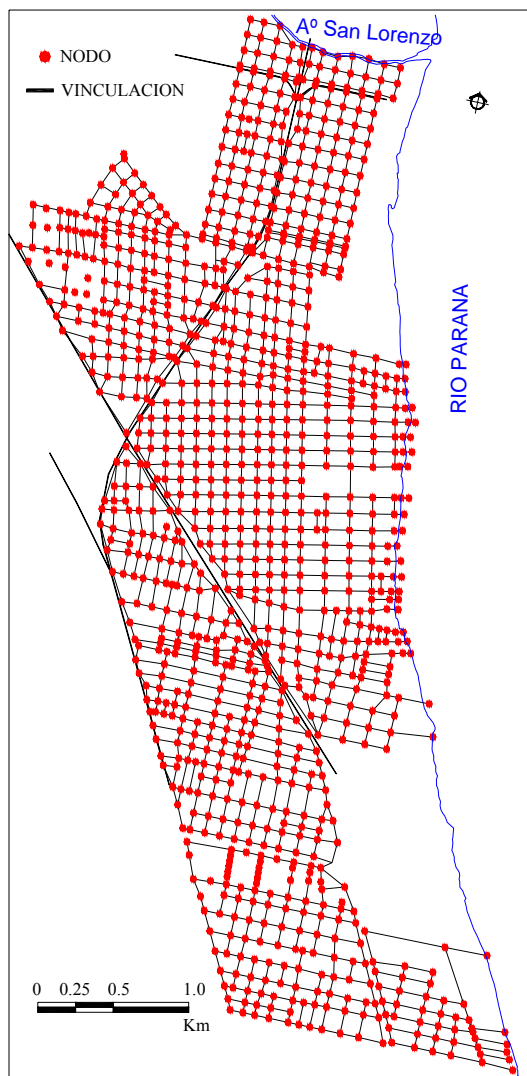 Aº San Lorenzo
NODO
VINCULACION
RIO PARANA
0 0.25 0.5 1.0
Km